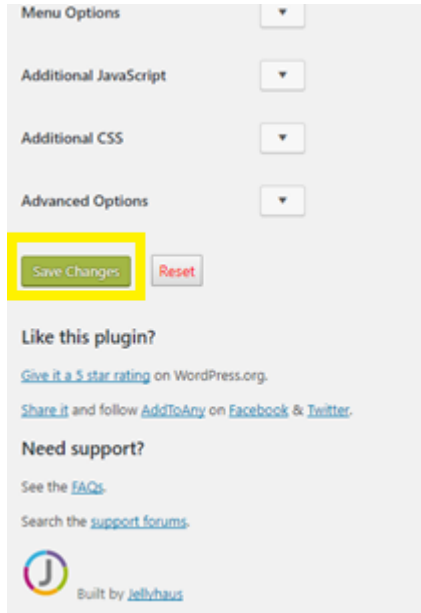 Menu Options ▼
Additional JavaScript ▼
Additional CSS ▼
Advanced Options ▼
Save Changes Reset
Like this plugin?
Give it a 5 star rating on WordPress.org.
Share it and follow AddToAny on Facebook & Twitter.
Need support?
See the FAQs.
Search the support forums.
J Built by Jellyhaus